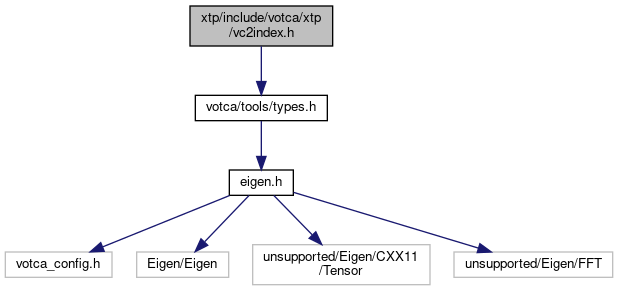 xtp/include/votca/xtp
/vc2index.h
votca/tools/types.h
eigen.h
votca_config.h
Eigen/Eigen
unsupported/Eigen/CXX11
/Tensor
unsupported/Eigen/FFT